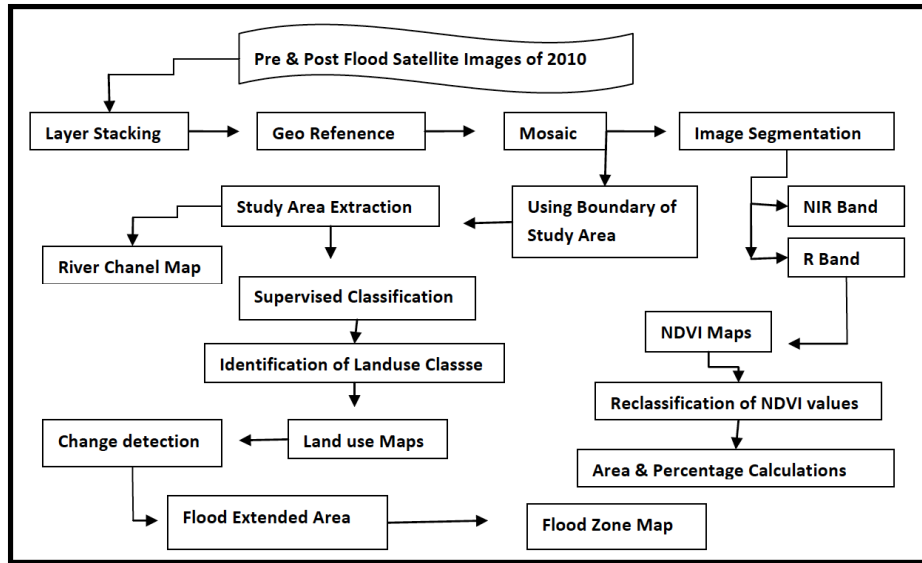 Pre & Post Flood Satellite Images of 2010
Layer Stacking
Geo Refenence
Mosaic
Image Segmentation
Study Area Extraction
Using Boundary of
Study Area
NIR Band
River Chanel Map
R Band
Supervised Classification
NDVI Maps
Identification of Landuse Classse
Reclassification of NDVI values
Change detection
Land use Maps
Area & Percentage Calculations
Flood Extended Area
Flood Zone Map